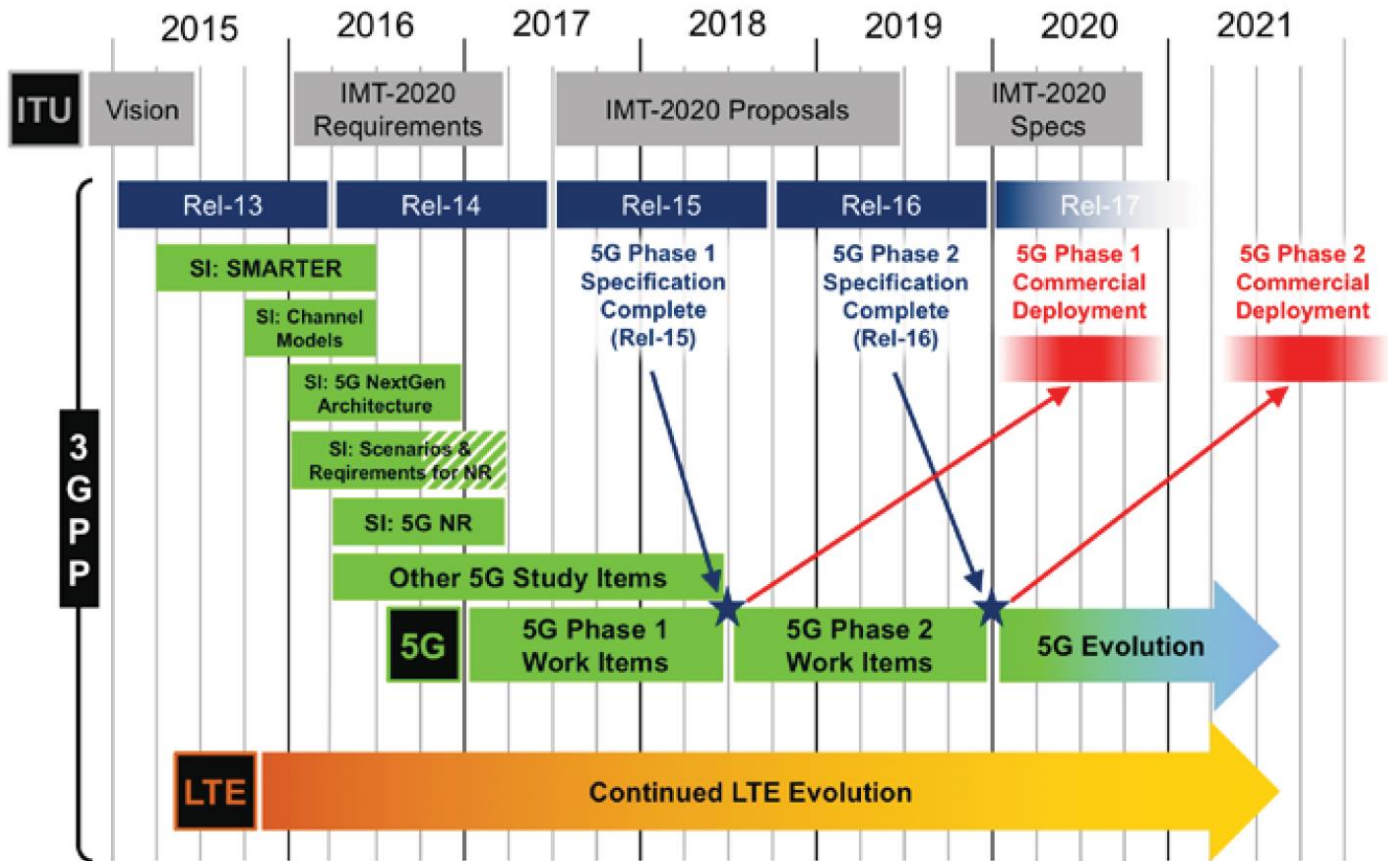 2015 2016 2017 2018 2019 2020 2021
ITU
Vision
IMT-2020
Requirements
IMT-2020 Proposals
IMT-2020
Specs
Rel-13
Rel-14
Rel-15
Rel-16
Rel-17
3GPP
SI: SMARTER
SI: Channel
Models
SI: 5G NextGen
Architecture
SI: Scenarios &
Reqirements for NR
SI: 5G NR
Other 5G Study Items
5G Phase 1
Specification
Complete
(Rel-15)
5G Phase 2
Specification
Complete
(Rel-16)
5G Phase 1
Commercial
Deployment
5G Phase 2
Commercial
Deployment
5G
5G Phase 1
Work Items
5G Phase 2
Work Items
5G Evolution
LTE
Continued LTE Evolution